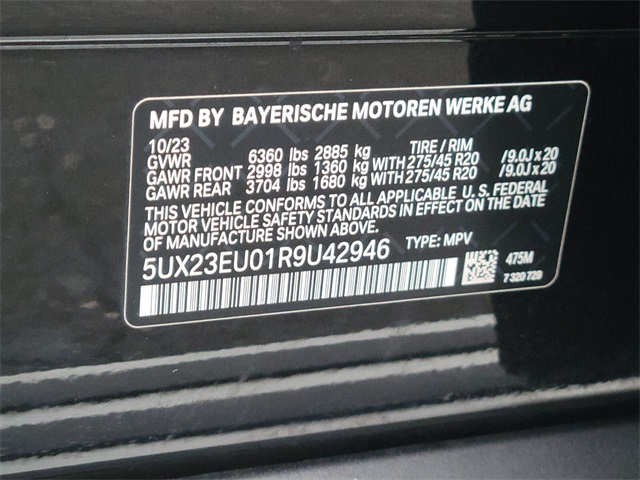 MFD BY BAYERISCHE MOTOREN WERKE AG
10/23 TIRE / RIM
GVWR 6360 lbs 2885 kg
GAWR FRONT 2998 lbs 1360 kg WITH 275/45 R20 /9.0J x 20
GAWR REAR 3704 lbs 1680 kg WITH 275/45 R20 /9.0J x 20
THIS VEHICLE CONFORMS TO ALL APPLICABLE U. S. FEDERAL
MOTOR VEHICLE SAFETY STANDARDS IN EFFECT ON THE DATE
OF MANUFACTURE SHOWN ABOVE.
5UX23EU01R9U42946 TYPE: MPV
475M
7 320 729